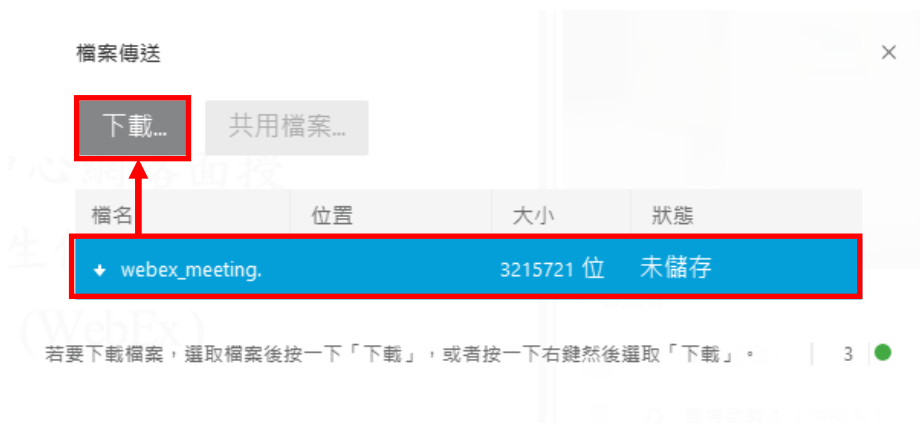 檔案傳送
下載...
共用檔案...
檔名 位置 大小 狀態
webex_meeting. 3215721 位 未儲存
(WebEx)
若要下載檔案，選取檔案後按一下「下載」，或者按一下右鍵然後選取「下載」。 3